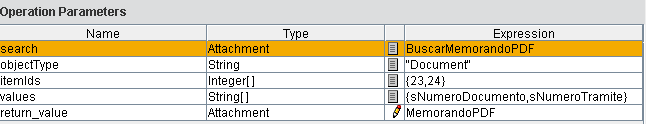 Operation Parameters
Name Type Expression
search Attachment BuscarMemorandoPDF
objectType String "Document"
itemIds Integer[] {23,24}
values String[] {sNumeroDocumento,sNumeroTramite}
return_value Attachment MemorandoPDF